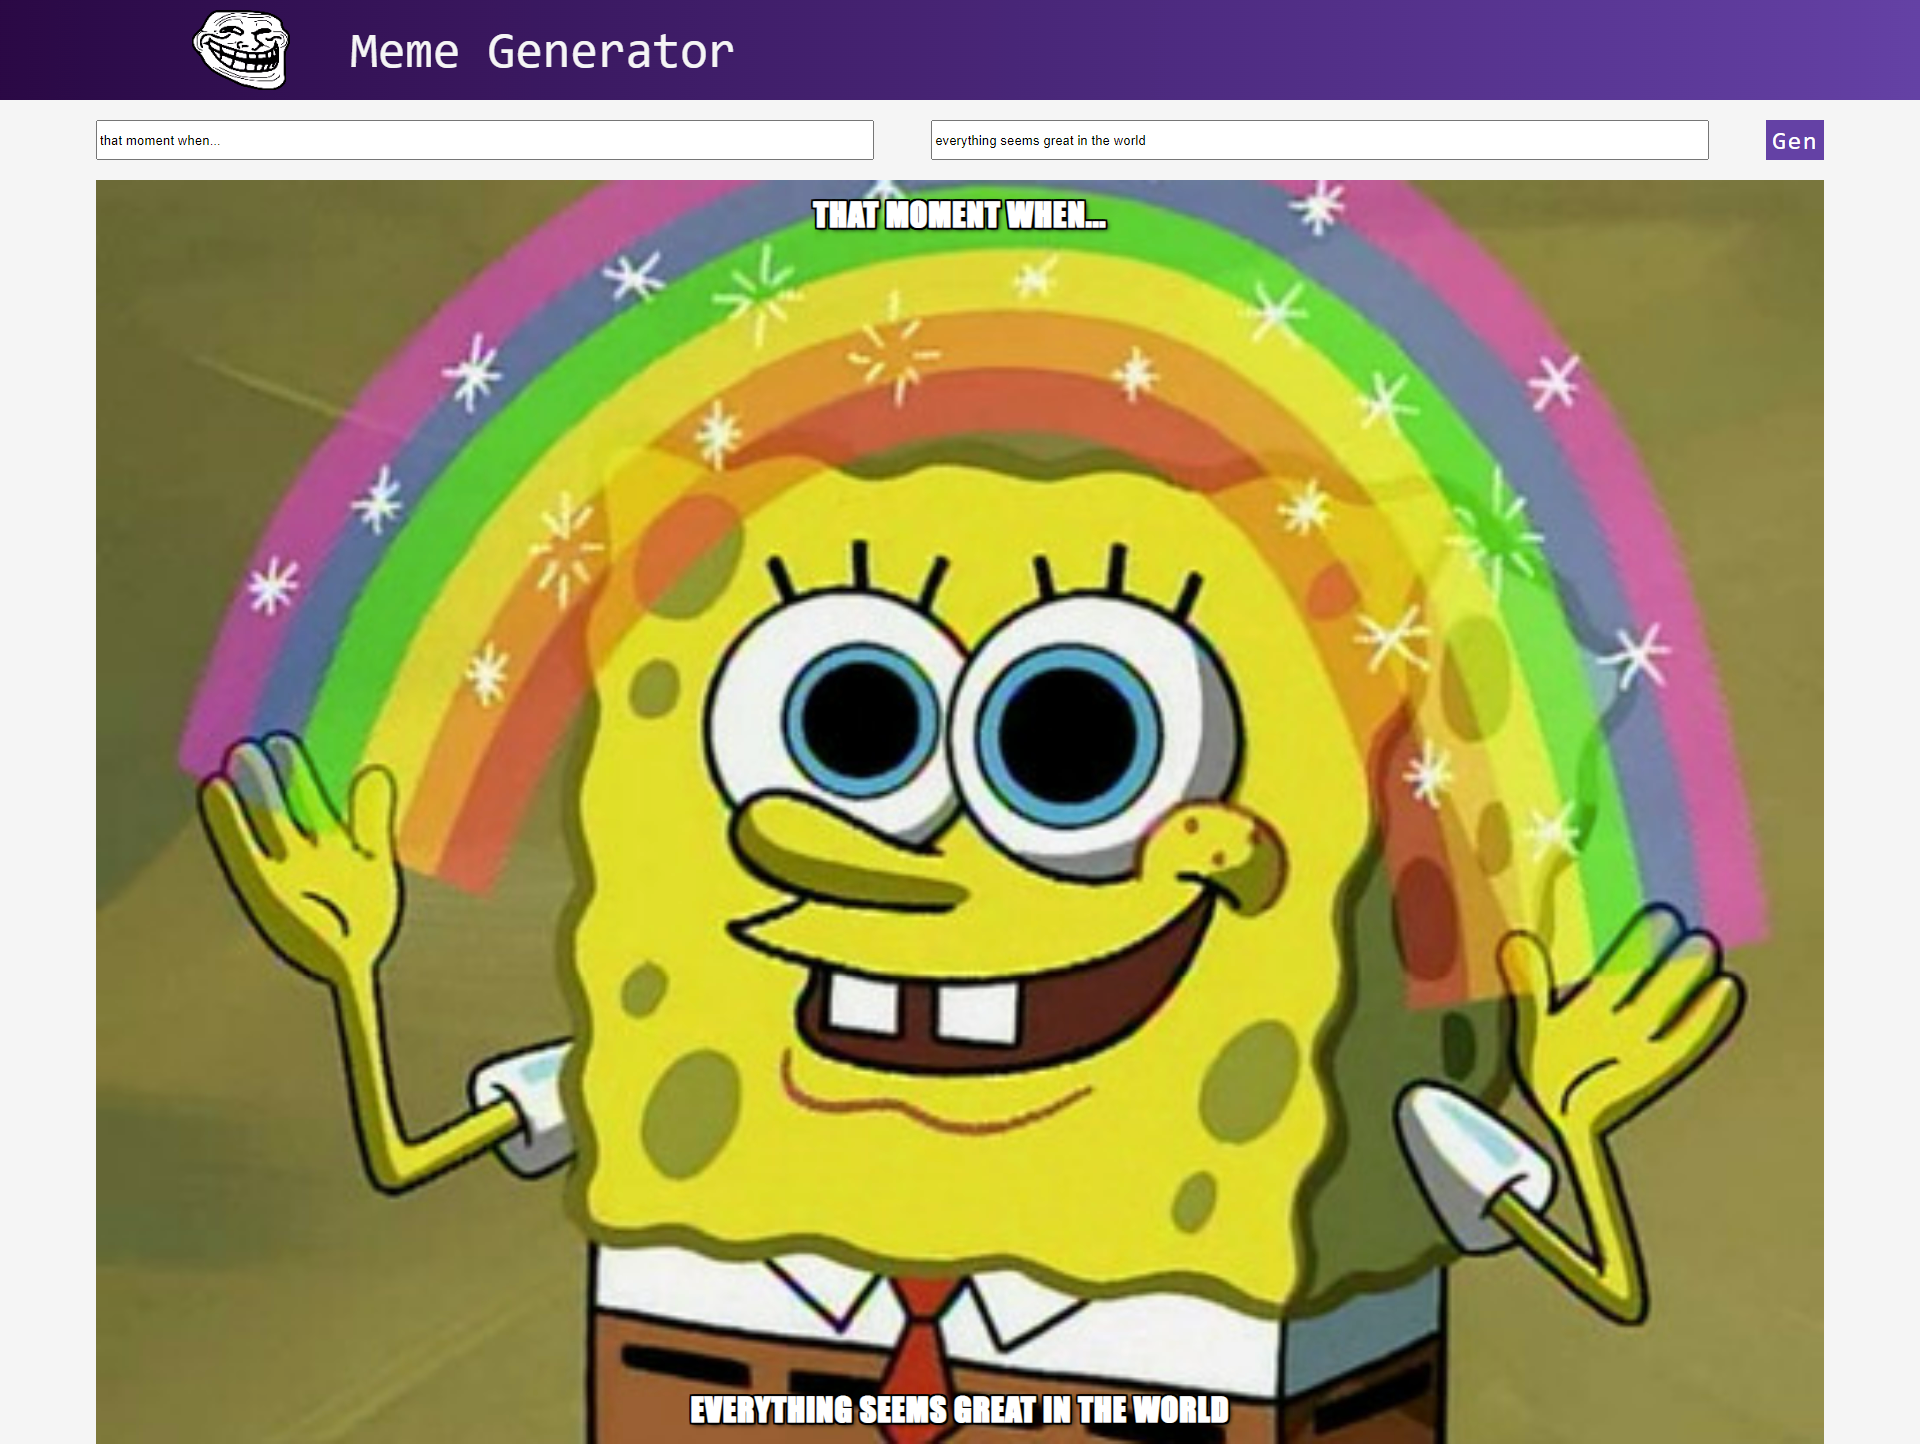 Meme Generator
that moment when...
everything seems great in the world
Gen
THAT MOMENT WHEN...
EVERYTHING SEEMS GREAT IN THE WORLD